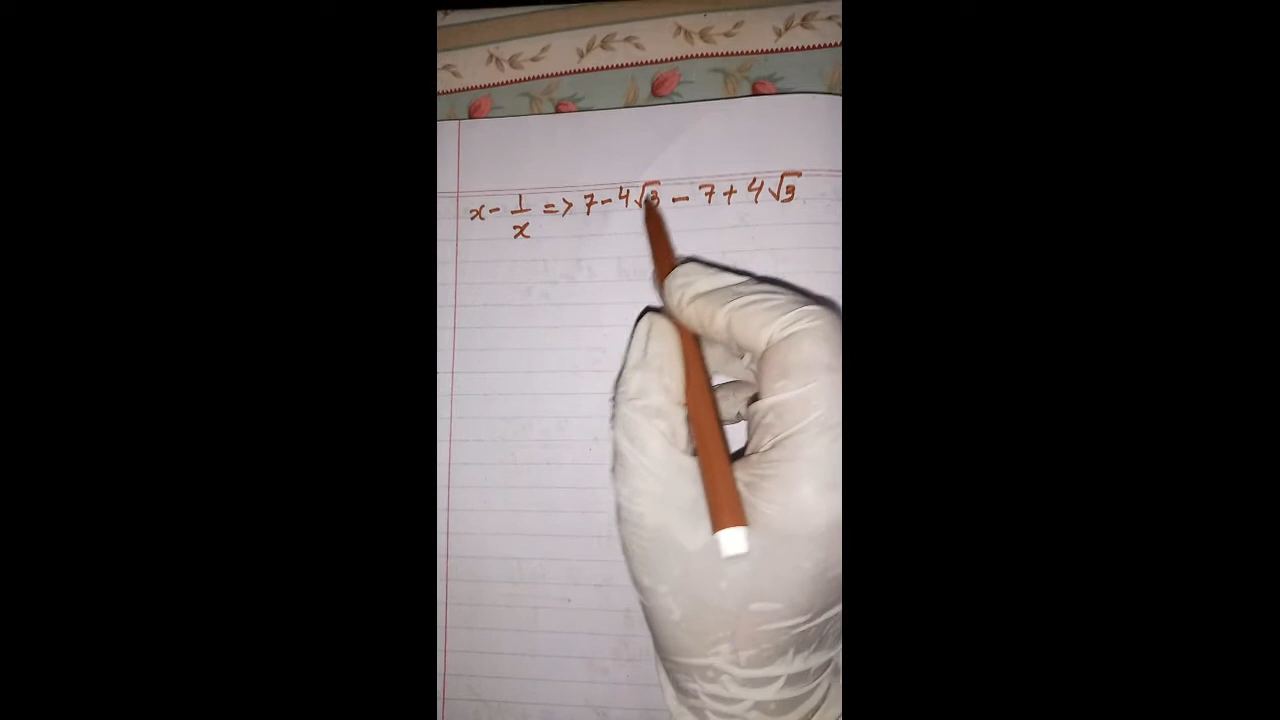 x - 1/x => 7 - 4√3 - 7 + 4√3